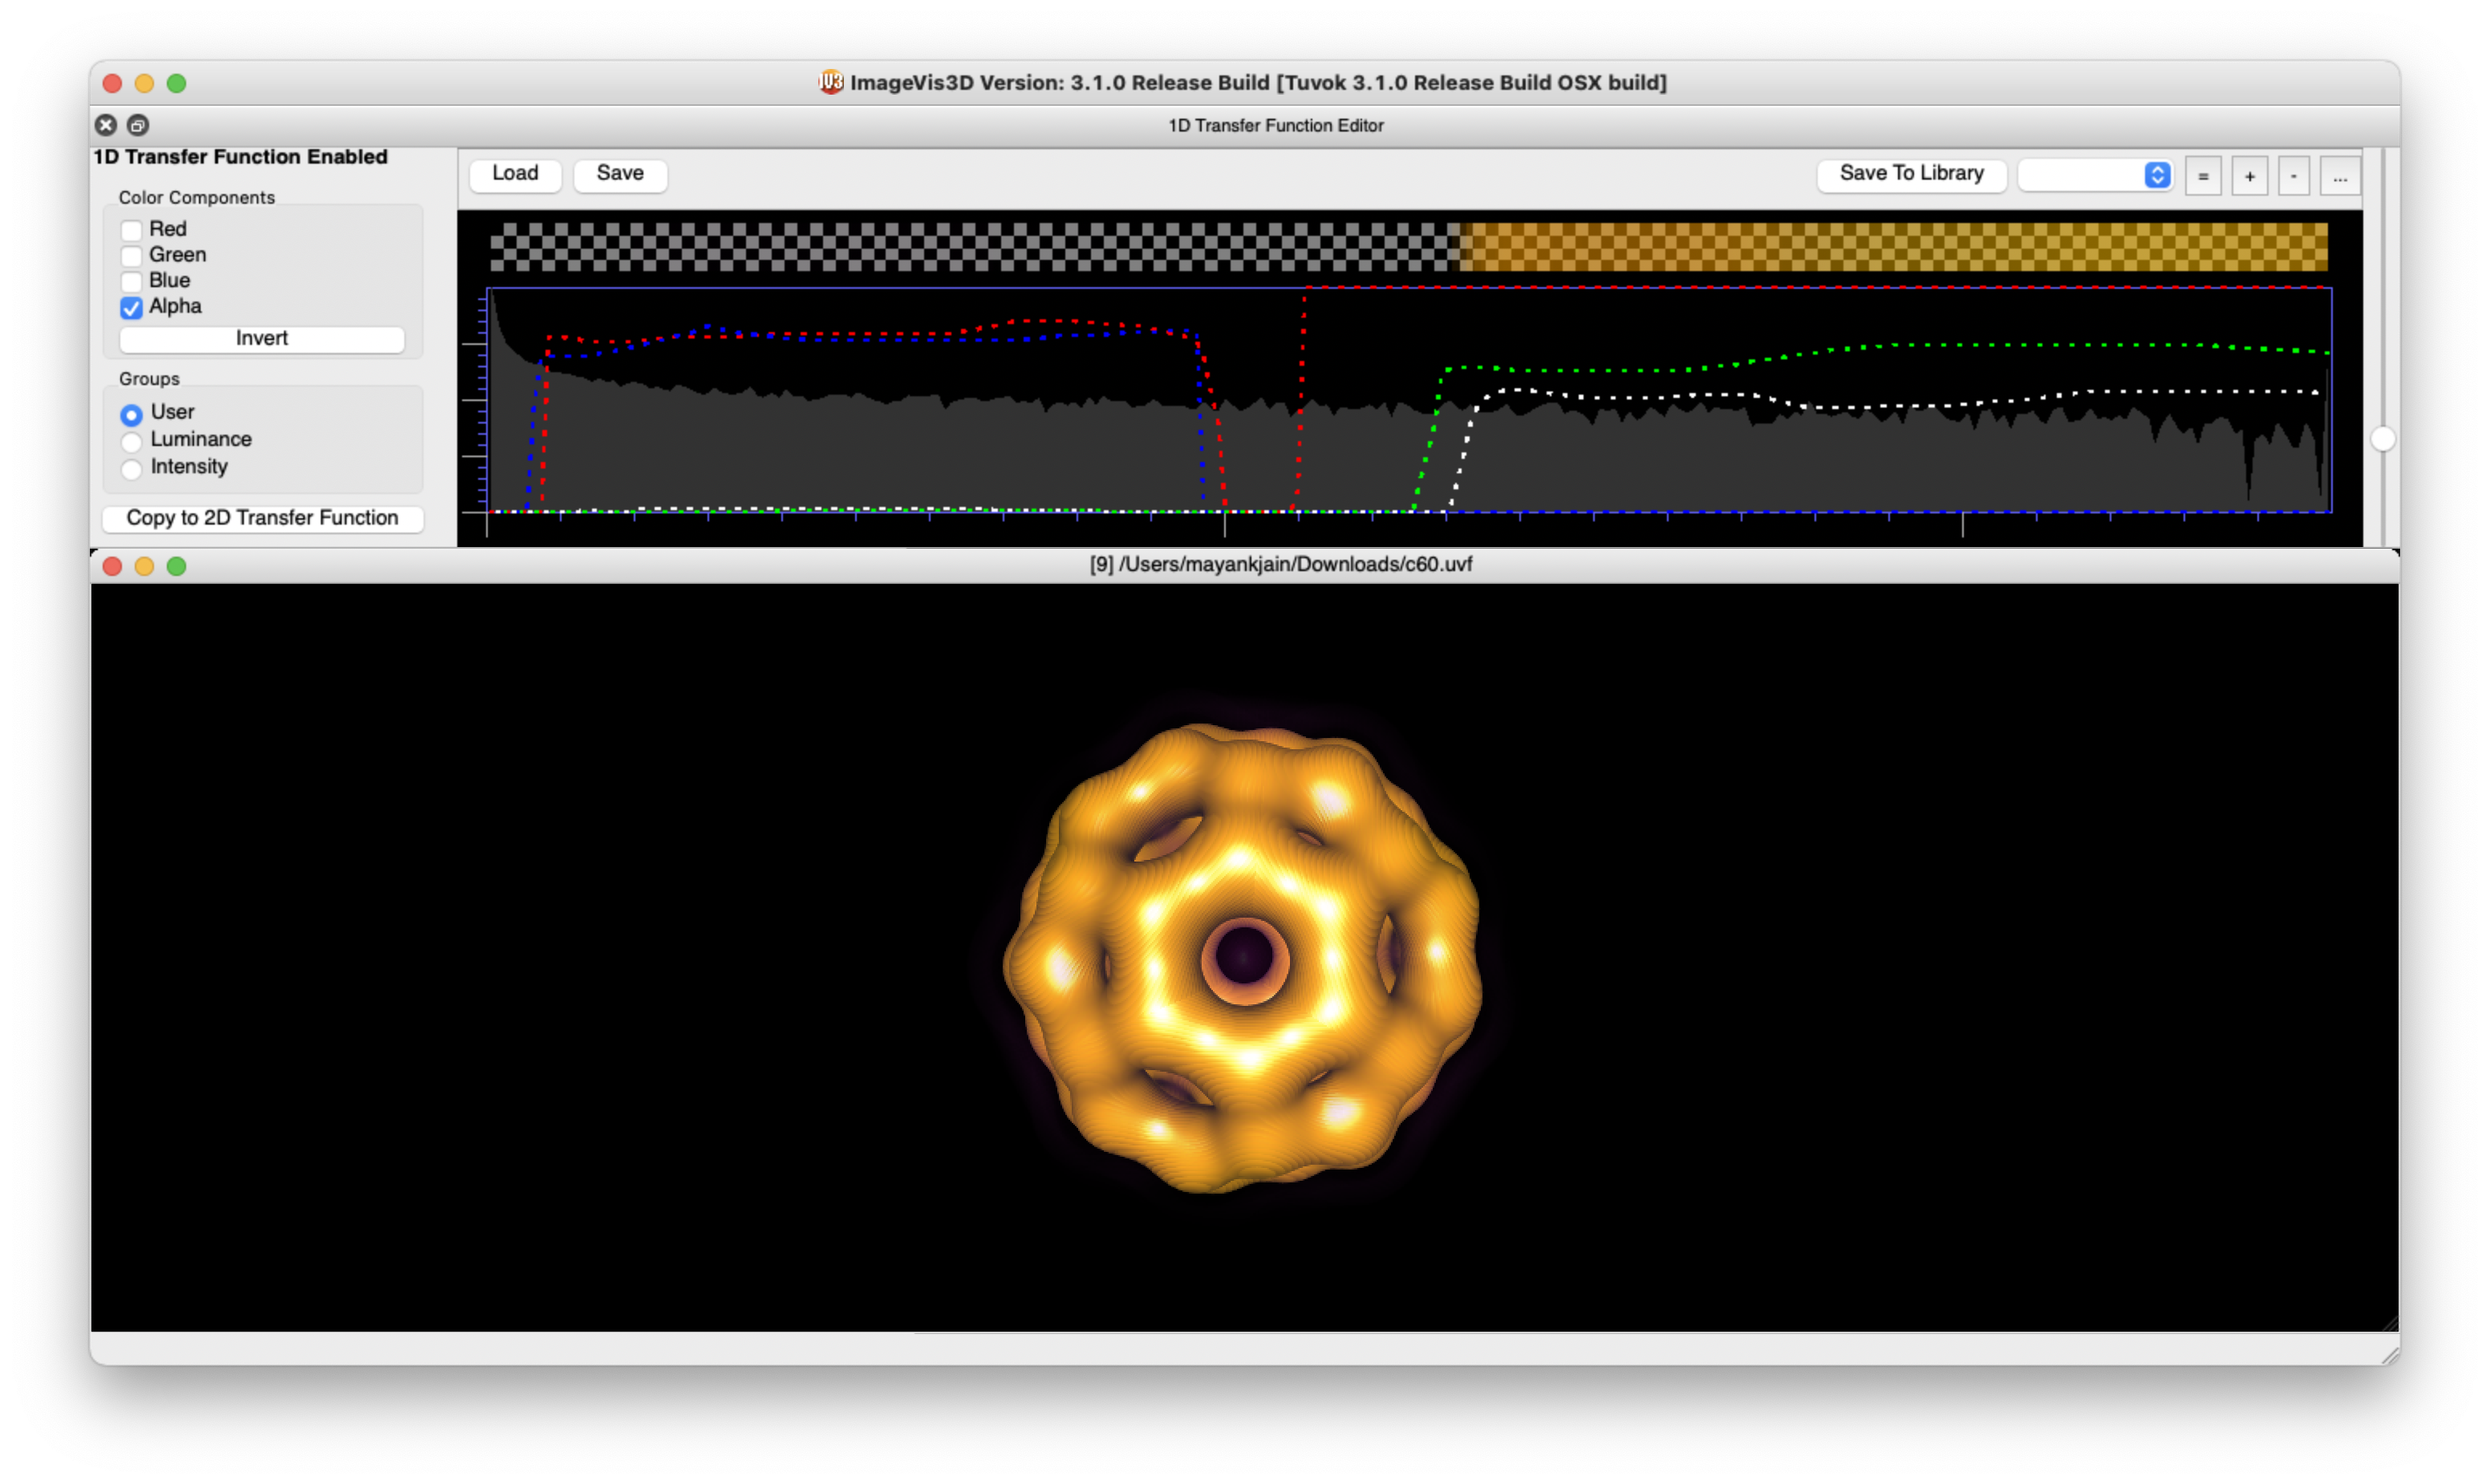 IV3 ImageVis3D Version: 3.1.0 Release Build [Tuvok 3.1.0 Release Build OSX build]
1D Transfer Function Editor
1D Transfer Function Enabled
Load Save Save To Library = + - ...
Color Components
Red
Green
Blue
Alpha
Invert
Groups
User
Luminance
Intensity
Copy to 2D Transfer Function
[9] /Users/mayankjain/Downloads/c60.uvf